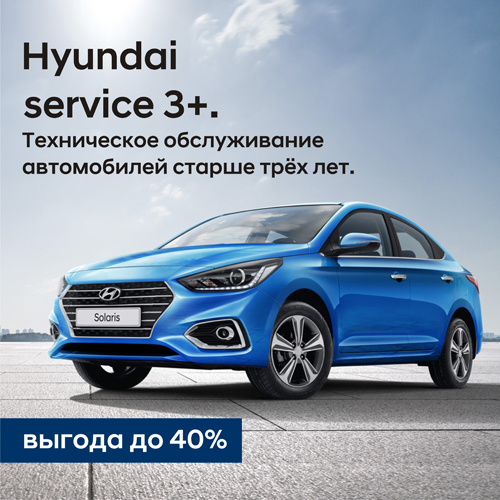 Hyundai
service 3+.
Техническое обслуживание
автомобилей старше трёх лет.
Solaris
выгода до 40%